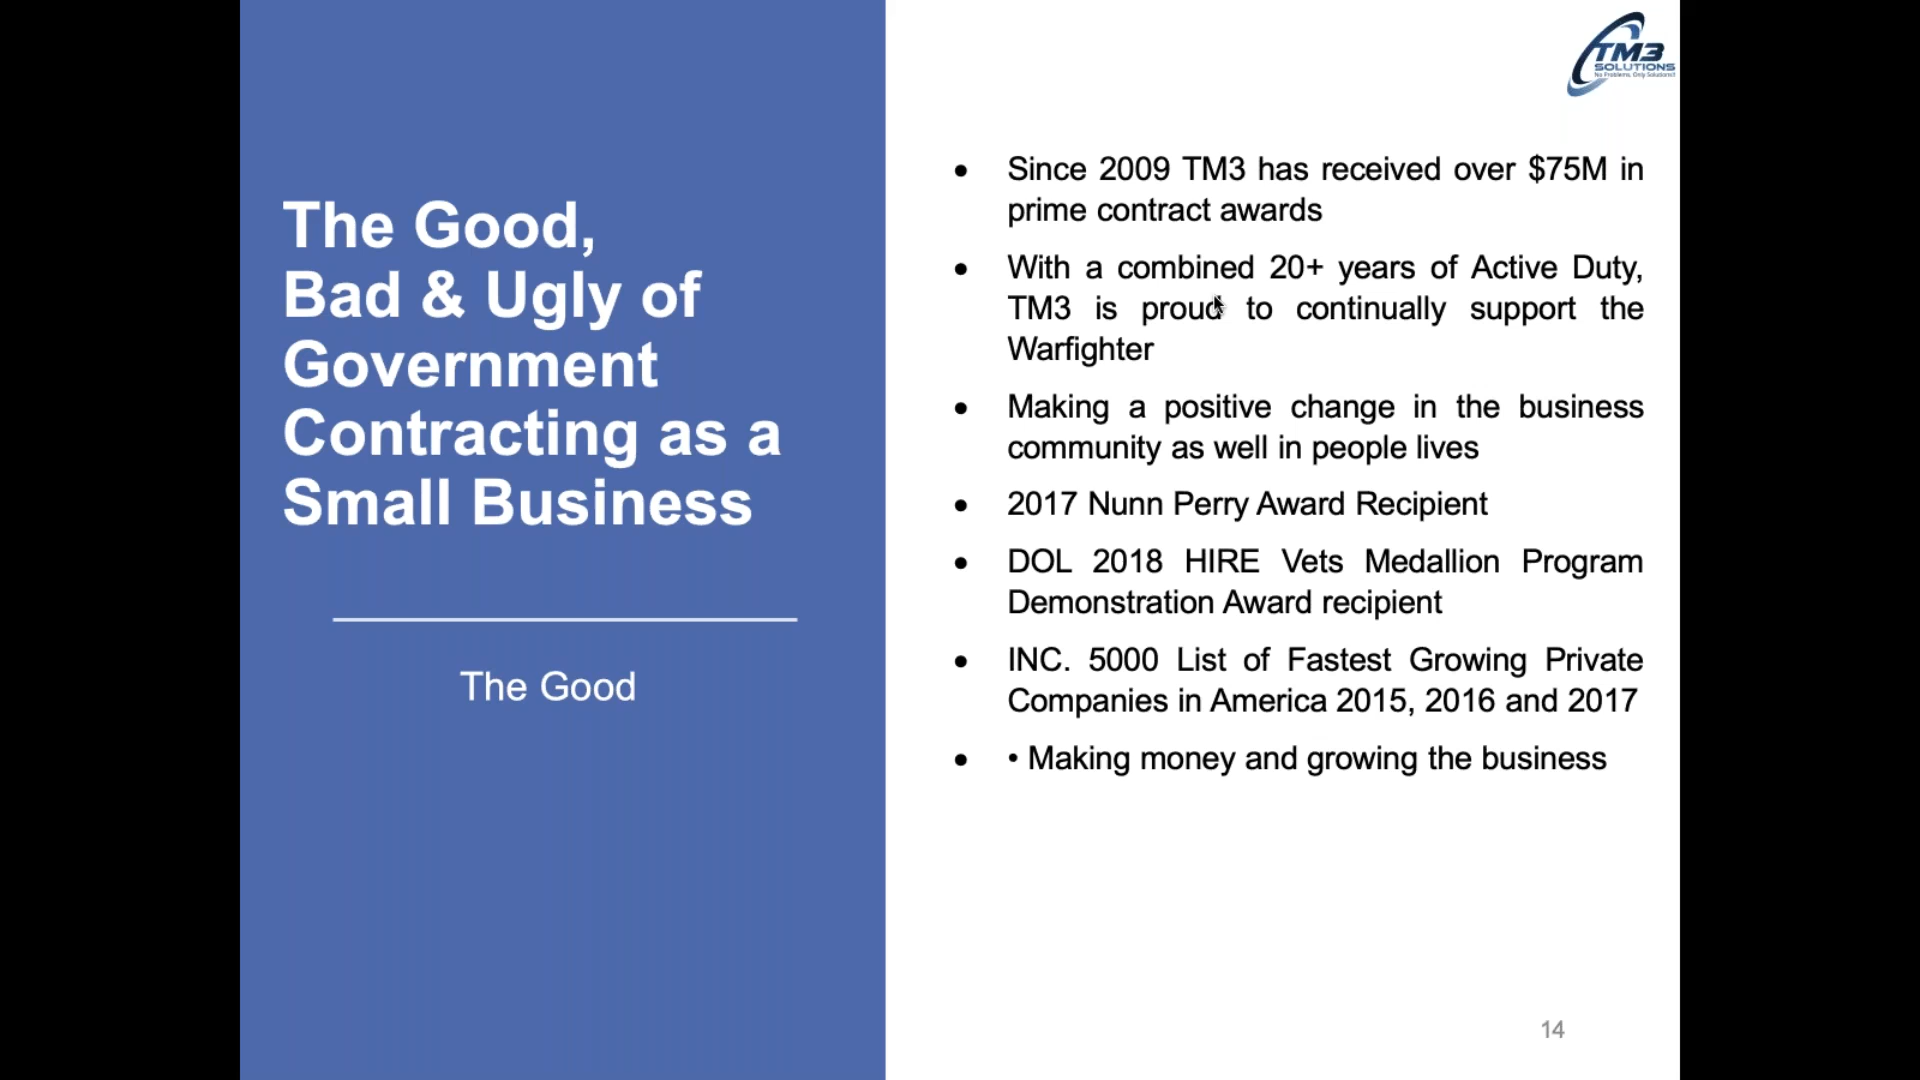 The Good,
Bad & Ugly of
Government
Contracting as a
Small Business
The Good
TM3
SOLUTIONS
No Problems, Only Solutions!
• Since 2009 TM3 has received over $75M in
prime contract awards
• With a combined 20+ years of Active Duty,
TM3 is proud to continually support the
Warfighter
• Making a positive change in the business
community as well in people lives
• 2017 Nunn Perry Award Recipient
• DOL 2018 HIRE Vets Medallion Program
Demonstration Award recipient
• INC. 5000 List of Fastest Growing Private
Companies in America 2015, 2016 and 2017
• • Making money and growing the business
14